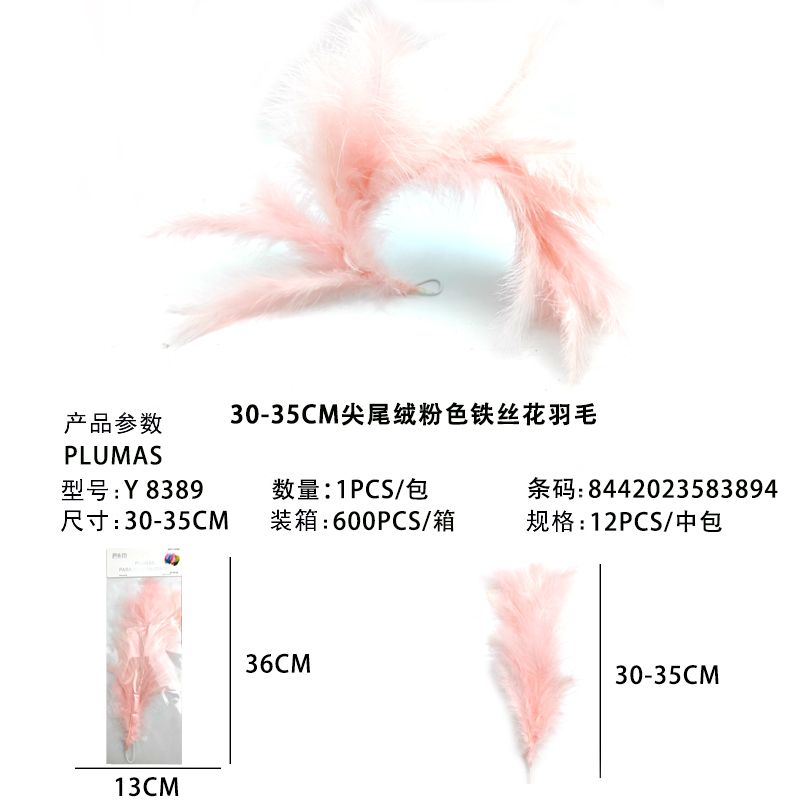 30-35CM尖尾绒粉色铁丝花羽毛
产品参数
PLUMAS
型号:Y 8389 数量:1PCS/包 条码:8442023583894
尺寸:30-35CM 装箱:600PCS/箱 规格:12PCS/中包
PLUMAS
36CM
30-35CM
13CM